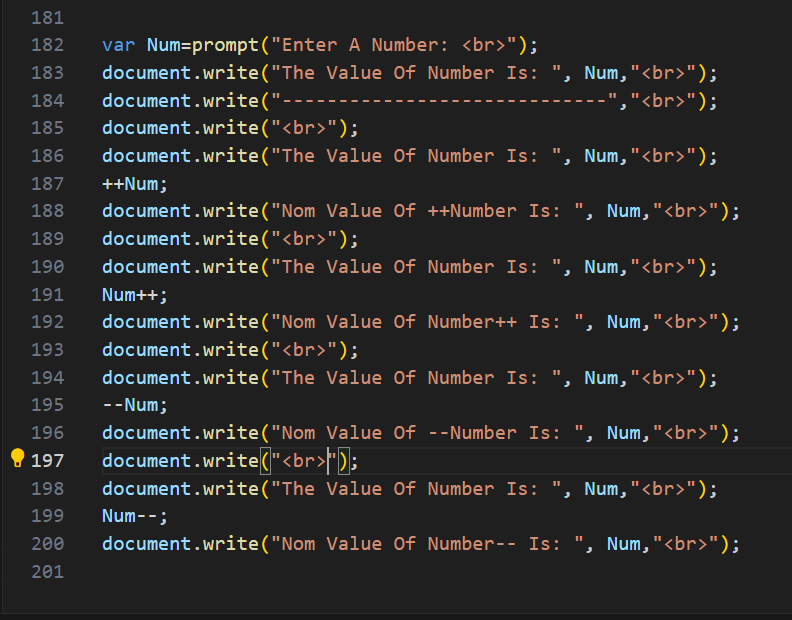 181
182 var Num=prompt("Enter A Number: <br>");
183 document.write("The Value Of Number Is: ", Num,"<br>");
184 document.write("-----------------------------","<br>");
185 document.write("<br>");
186 document.write("The Value Of Number Is: ", Num,"<br>");
187 ++Num;
188 document.write("Nom Value Of ++Number Is: ", Num,"<br>");
189 document.write("<br>");
190 document.write("The Value Of Number Is: ", Num,"<br>");
191 Num++;
192 document.write("Nom Value Of Number++ Is: ", Num,"<br>");
193 document.write("<br>");
194 document.write("The Value Of Number Is: ", Num,"<br>");
195 --Num;
196 document.write("Nom Value Of --Number Is: ", Num,"<br>");
197 document.write("<br>");
198 document.write("The Value Of Number Is: ", Num,"<br>");
199 Num--;
200 document.write("Nom Value Of Number-- Is: ", Num,"<br>");
201